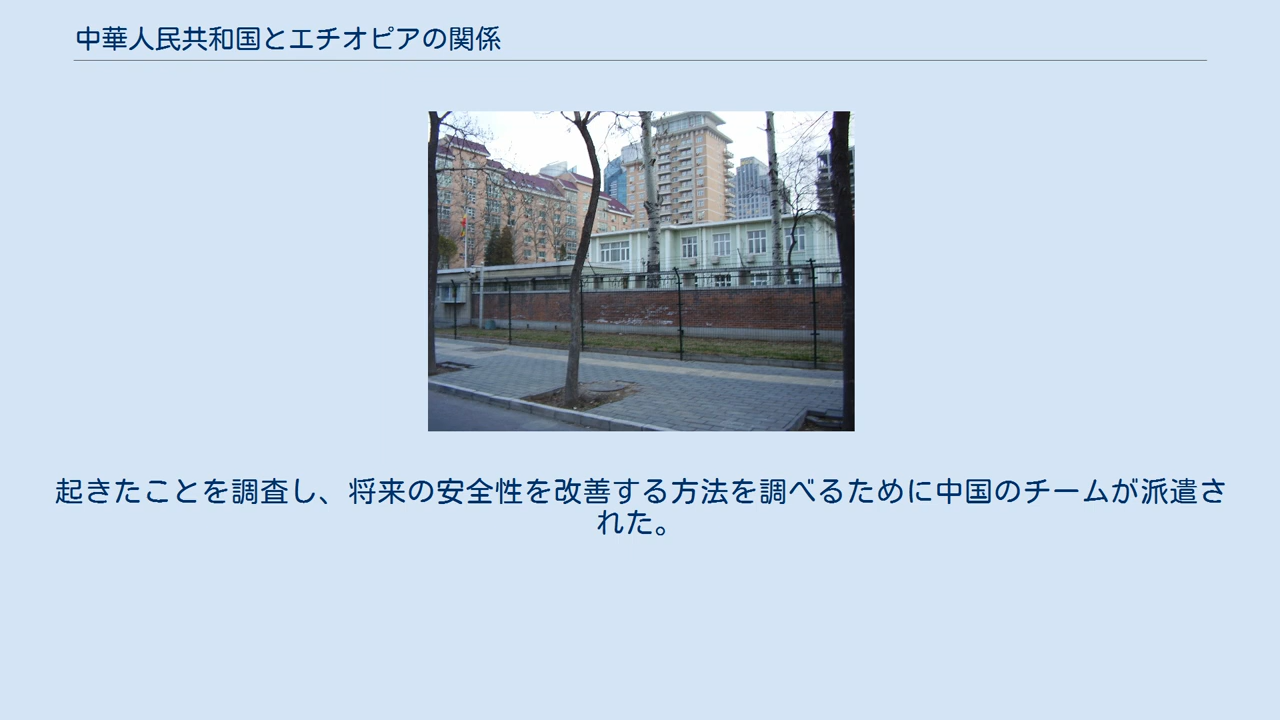 中華人民共和国とエチオピアの関係
起きたことを調査し、将来の安全性を改善する方法を調べるために中国のチームが派遣さ
れた。